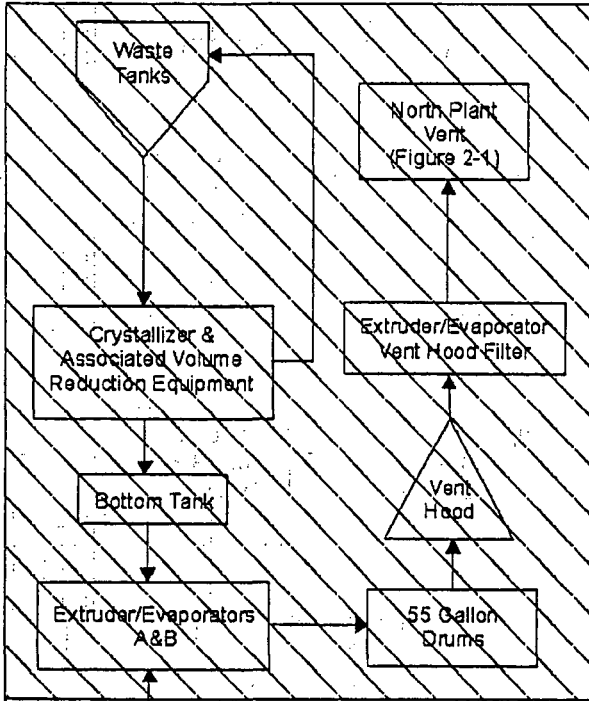 Waste
Tanks
North Plant
Vent
(Figure 2-1)
Crystallizer &
Associated Volume
Reduction Equipment
Extruder/Evaporator
Vent Hood Filter
Bottom Tank
Vent
Hood
Extruder/Evaporators
A&B
55 Gallon
Drums